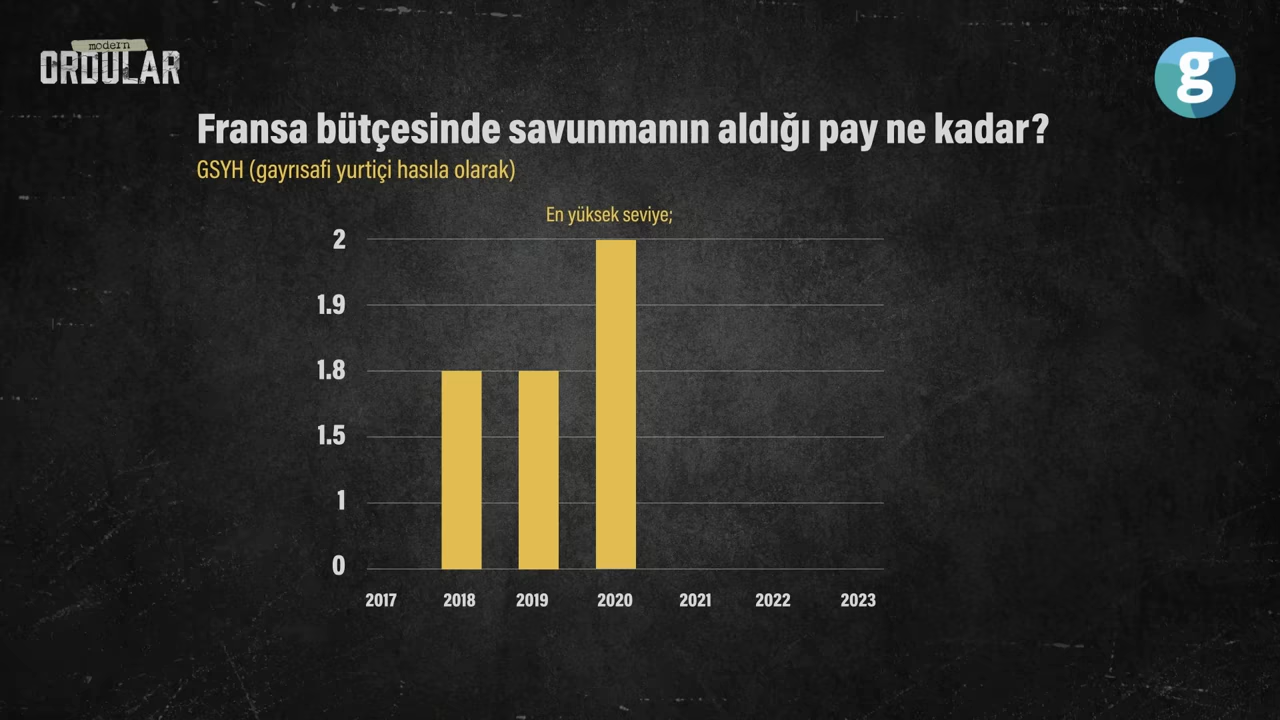 modern
ORDULAR
g
Fransa bütçesinde savunmanın aldığı pay ne kadar?
GSYH (gayrısafi yurtiçi hasıla olarak)
En yüksek seviye;
2
1.9
1.8
1.5
1
0
2017 2018 2019 2020 2021 2022 2023